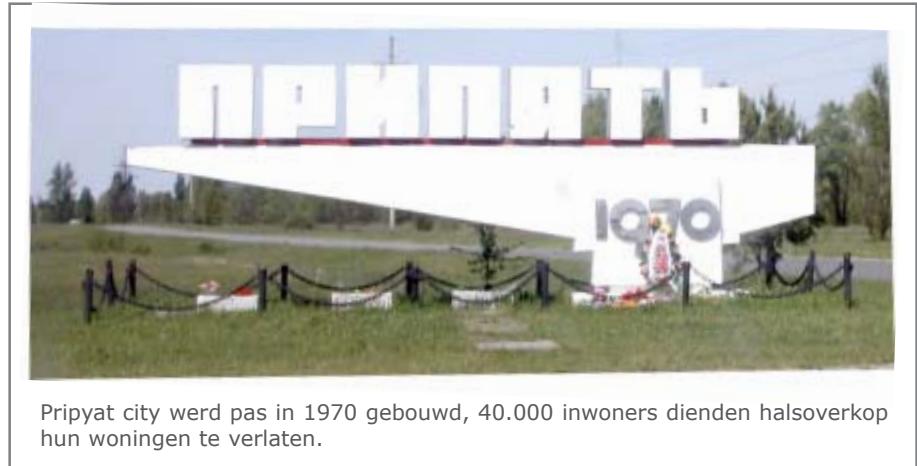 ПРИПЯТЬ
1970
Pripyat city werd pas in 1970 gebouwd, 40.000 inwoners dienden halsoverkop
hun woningen te verlaten.